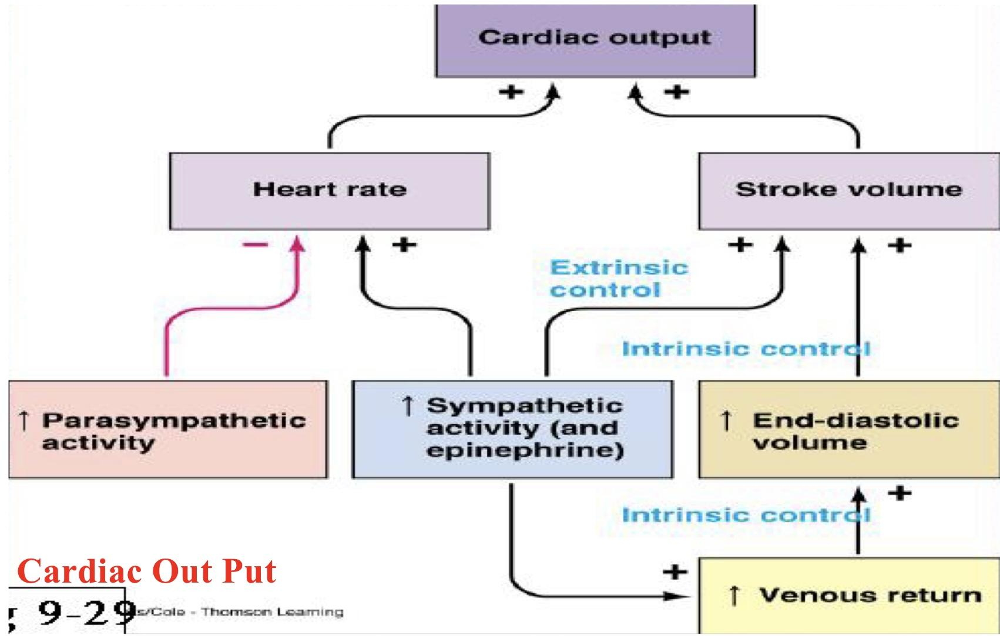 Cardiac output
+
+
Heart rate
Stroke volume
−
+
+
+
Extrinsic
control
Intrinsic control
↑ Parasympathetic
activity
↑ Sympathetic
activity (and
epinephrine)
↑ End-diastolic
volume
+
Intrinsic control
+
↑ Venous return
Cardiac Out Put
9-29
s/Cole - Thomson Learning